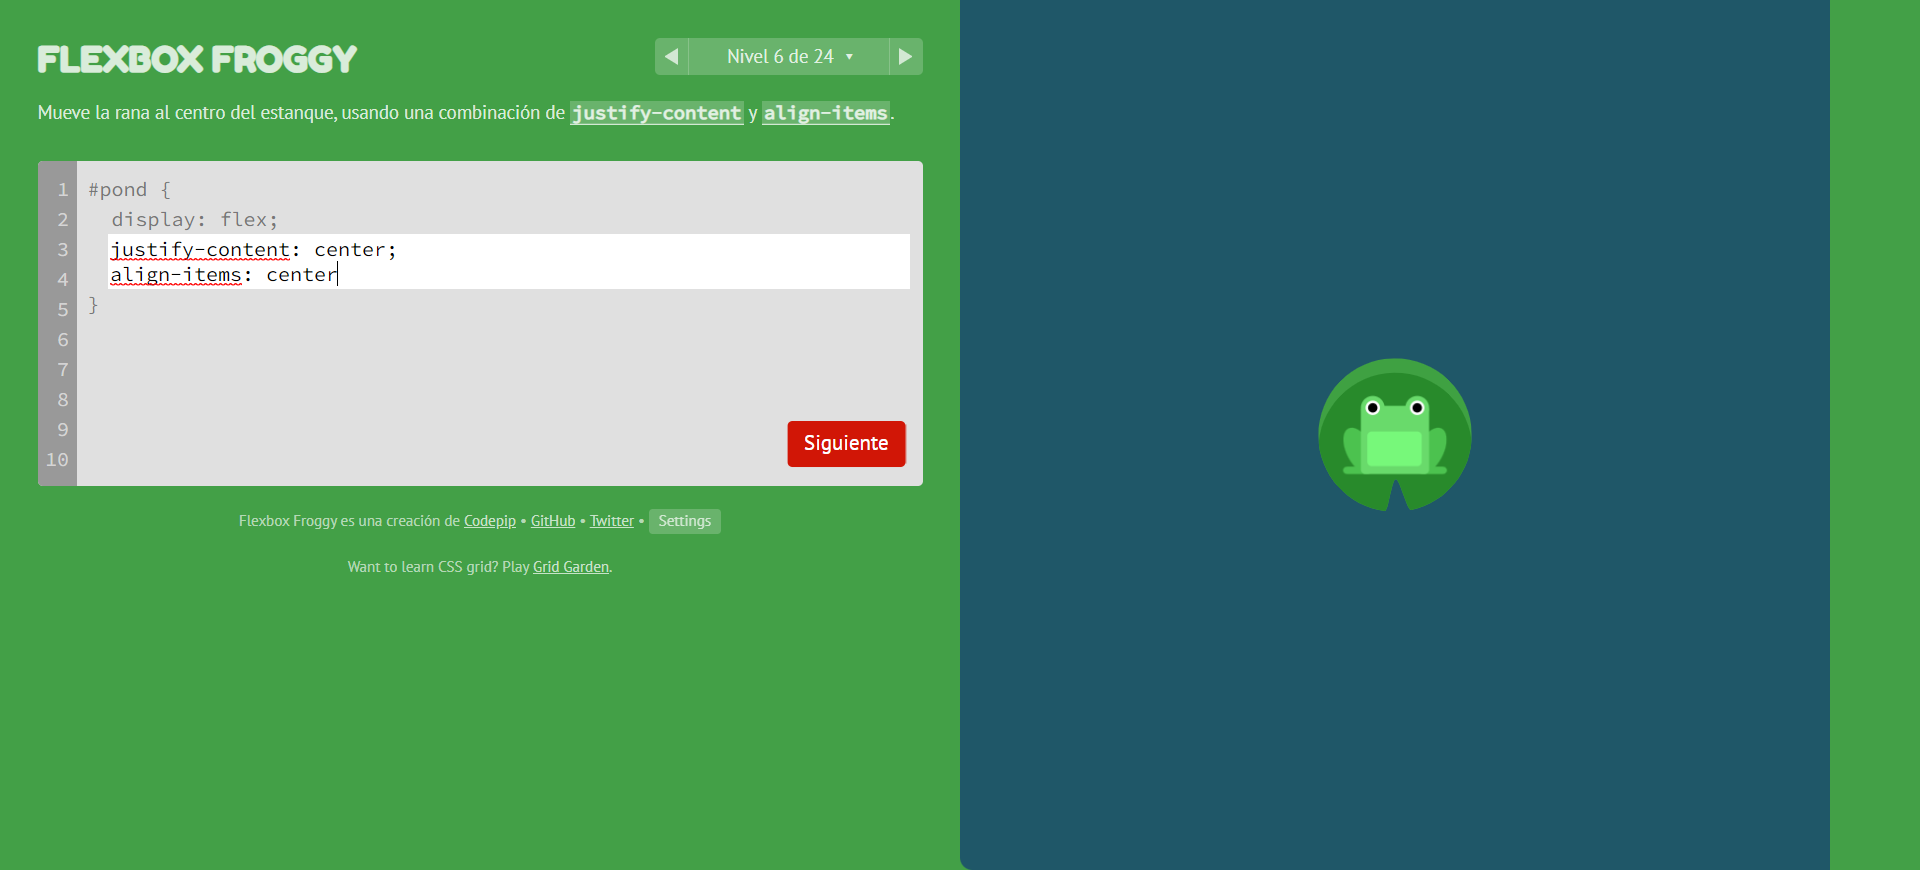 FLEXBOX FROGGY
Nivel 6 de 24
Mueve la rana al centro del estanque, usando una combinación de justify-content y align-items.
1 #pond {
2 display: flex;
3 justify-content: center;
4 align-items: center
5 }
6
7
8
9
10
Siguiente
Flexbox Froggy es una creación de Codepip • GitHub • Twitter • Settings
Want to learn CSS grid? Play Grid Garden.